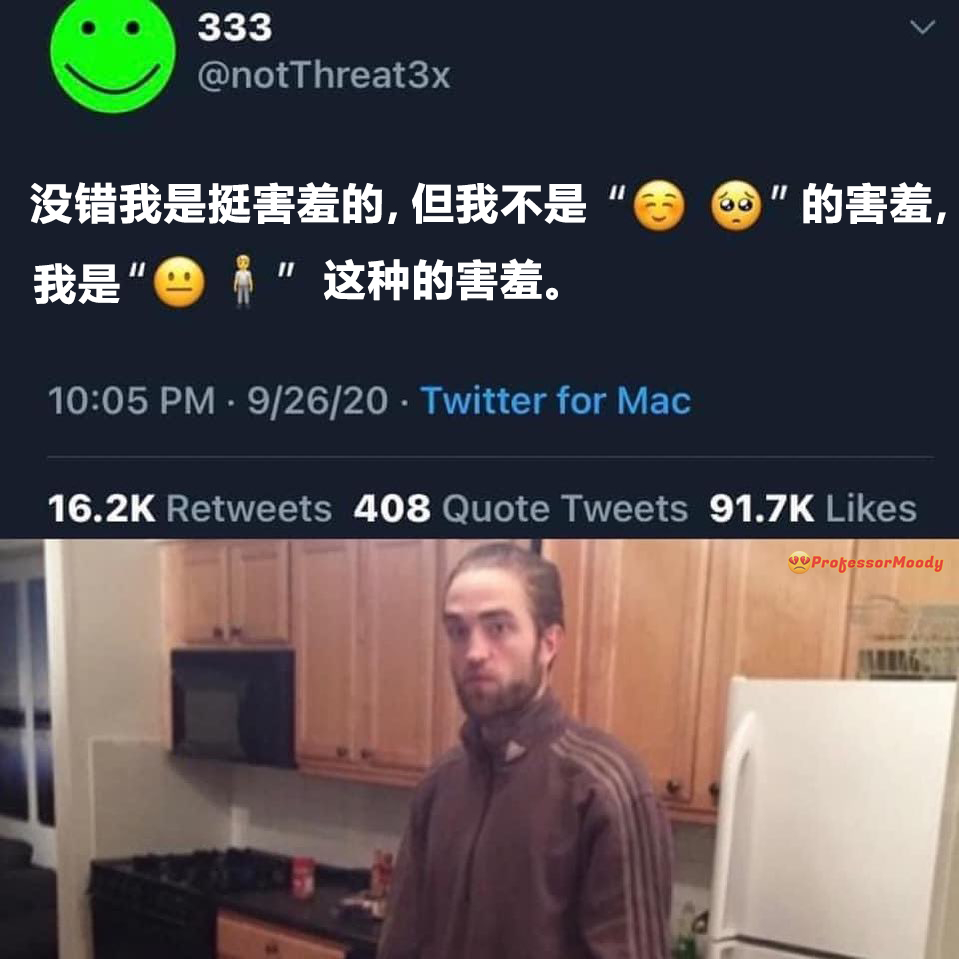 333
@notThreat3x
没错我是挺害羞的, 但我不是 “☺️ 🥺” 的害羞,
我是“😐 🧍” 这种的害羞。
10:05 PM · 9/26/20 · Twitter for Mac
16.2K Retweets 408 Quote Tweets 91.7K Likes
ProfessorMoody